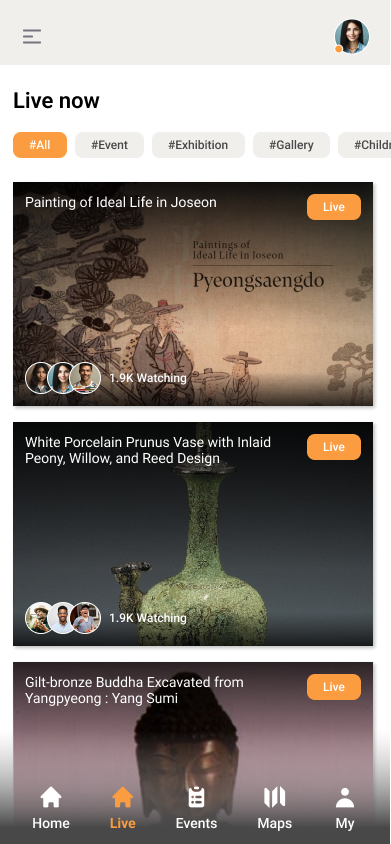 Live now
#All
#Event
#Exhibition
#Gallery
#Childr
Painting of Ideal Life in Joseon
Live
Paintings of
Ideal Life in Joseon
Pyeongsaengdo
1.9K Watching
White Porcelain Prunus Vase with Inlaid
Peony, Willow, and Reed Design
Live
1.9K Watching
Gilt-bronze Buddha Excavated from
Yangpyeong : Yang Sumi
Live
Home
Live
Events
Maps
My